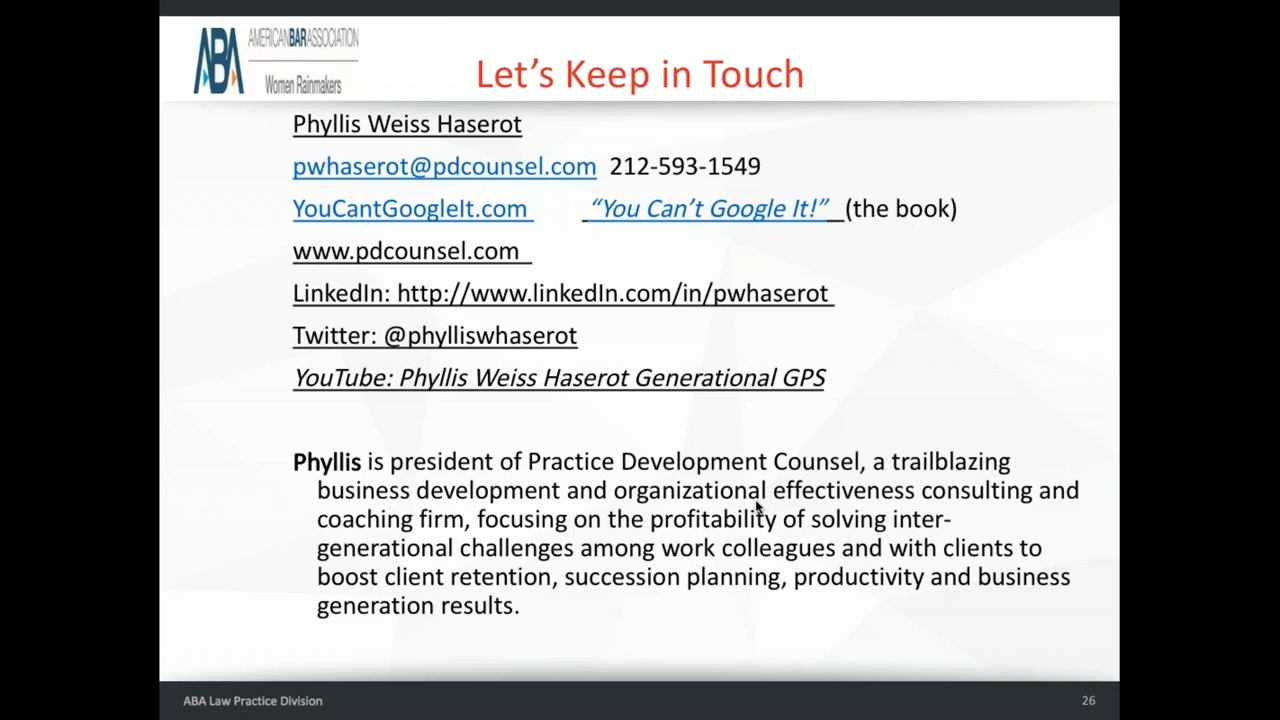 ABA
AMERICANBARASSOCIATION
Women Rainmakers
Let's Keep in Touch
Phyllis Weiss Haserot
pwhaserot@pdcounsel.com 212-593-1549
YouCantGoogleIt.com “You Can’t Google It!” (the book)
www.pdcounsel.com
LinkedIn: http://www.linkedIn.com/in/pwhaserot
Twitter: @phylliswhaserot
YouTube: Phyllis Weiss Haserot Generational GPS
Phyllis is president of Practice Development Counsel, a trailblazing
business development and organizational effectiveness consulting and
coaching firm, focusing on the profitability of solving inter-
generational challenges among work colleagues and with clients to
boost client retention, succession planning, productivity and business
generation results.
ABA Law Practice Division
26